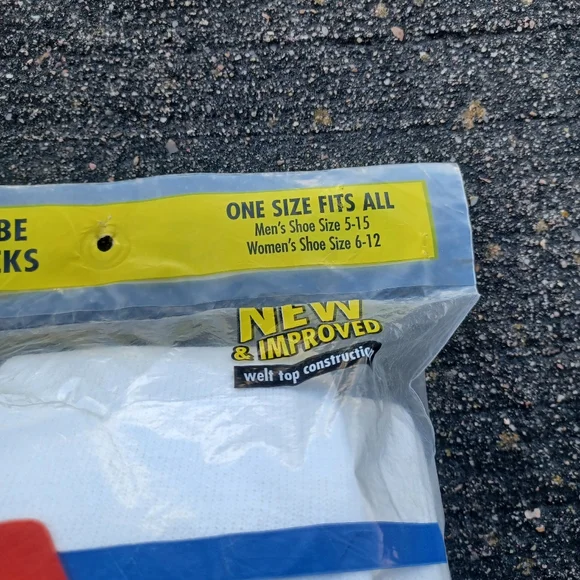 BE
CKS
ONE SIZE FITS ALL
Men's Shoe Size 5-15
Women's Shoe Size 6-12
NEW
& IMPROVED
welt top construction